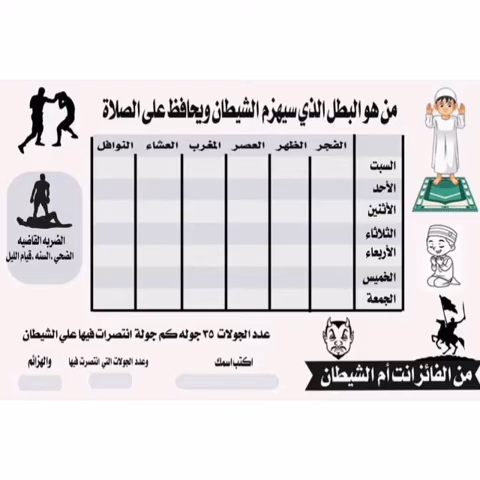 من هو البطل الذي سيهزم الشيطان ويحافظ على الصلاة
الفجر الظهر العصر المغرب العشاء النوافل
السبت
الأحد
الأثنين
الثلاثاء
الأربعاء
الخميس
الجمعة
الضربه القاضيه
الضحي ،السنه ،قيام الليل
عدد الجولات ٣٥ جوله كم جولة انتصرت فيها علي الشيطان
اكتب اسمك
وعدد الجولات التي انتصرت فيها
والهزائم
من الفائز انت أم الشيطان